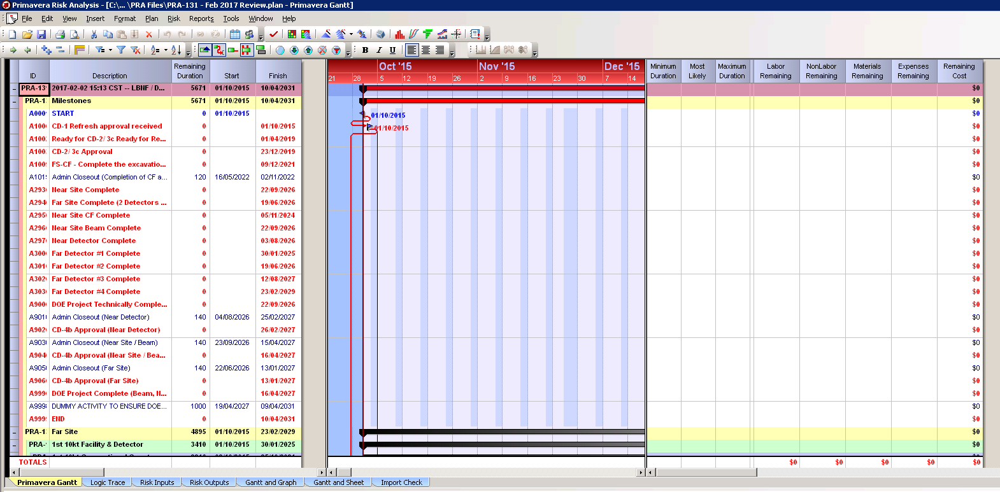 Primavera Risk Analysis - [C:\... \PRA Files\PRA-131 - Feb 2017 Review.plan - Primavera Gantt]
File Edit View Insert Format Plan Risk Reports Tools Window Help
B I U
ID Description Remaining Duration Start Finish
Oct '15 Nov '15 Dec '15
21 28 5 12 19 26 2 9 16 23 30 7 14
Minimum Duration Most Likely Maximum Duration Labor Remaining NonLabor Remaining Materials Remaining Expenses Remaining Remaining Cost
PRA-13 2017-02-02 15:13 CST -- LBNF / D... 5671 01/10/2015 10/04/2031 $0
PRA-1 Milestones 5671 01/10/2015 10/04/2031 $0
A000 START 0 01/10/2015 01/10/2015 $0
A100 CD-1 Refresh approval received 0 01/10/2015 01/10/2015 $0
A100 Ready for CD-2/ 3c Ready for Re... 0 01/04/2019 $0
A100 CD-2/ 3c Approval 0 23/12/2019 $0
A100 FS-CF - Complete the excavatio... 0 09/12/2021 $0
A101 Admin Closeout (Completion of CF a... 120 16/05/2022 02/11/2022 $0
A293 Near Site Complete 0 22/09/2026 $0
A294 Far Site Complete (2 Detectors ... 0 19/06/2026 $0
A295 Near Site CF Complete 0 05/11/2024 $0
A296 Near Site Beam Complete 0 22/09/2026 $0
A297 Near Detector Complete 0 03/08/2026 $0
A300 Far Detector #1 Complete 0 30/01/2025 $0
A301 Far Detector #2 Complete 0 19/06/2026 $0
A302 Far Detector #3 Complete 0 12/08/2027 $0
A303 Far Detector #4 Complete 0 23/02/2029 $0
A900 DOE Project Technically Comple... 0 22/09/2026 $0
A901 Admin Closeout (Near Detector) 140 04/08/2026 25/02/2027 $0
A902 CD-4b Approval (Near Detector) 0 26/02/2027 $0
A903 Admin Closeout (Near Site / Beam) 140 23/09/2026 15/04/2027 $0
A904 CD-4b Approval (Near Site / Bea... 0 16/04/2027 $0
A905 Admin Closeout (Far Site) 140 22/06/2026 13/01/2027 $0
A906 CD-4b Approval (Far Site) 0 13/01/2027 $0
A999 DOE Project Complete (Beam, N... 0 16/04/2027 $0
A999 DUMMY ACTIVITY TO ENSURE DOE... 1000 19/04/2027 09/04/2031 $0
A999 END 0 10/04/2031 $0
PRA-1 Far Site 4895 01/10/2015 23/02/2029 $0
PRA- 1st 10kt Facility & Detector 3410 01/10/2015 30/01/2025 $0
TOTALS $0 $0 $0 $0 $0
Primavera Gantt Logic Trace Risk Inputs Risk Outputs Gantt and Graph Gantt and Sheet Import Check